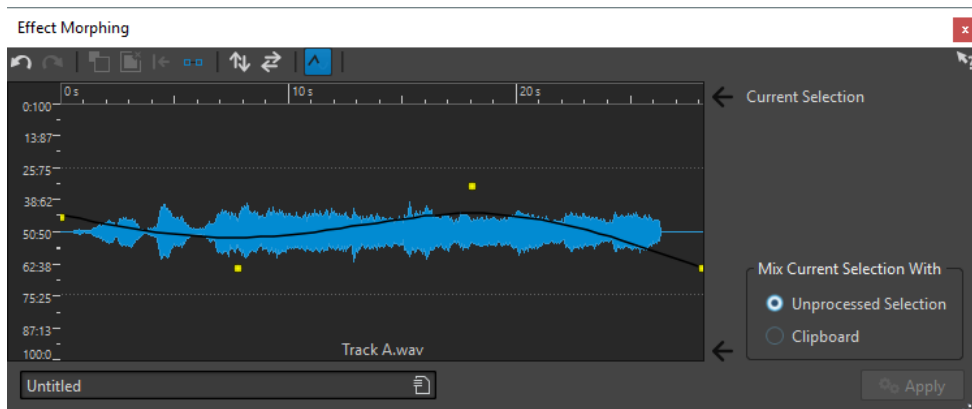 Effect Morphing
x
0 s 10 s 20 s
0:100
13:87
25:75
38:62
50:50
62:38
75:25
87:13
100:0
Current Selection
Mix Current Selection With
Unprocessed Selection
Clipboard
Track A.wav
Untitled
Apply